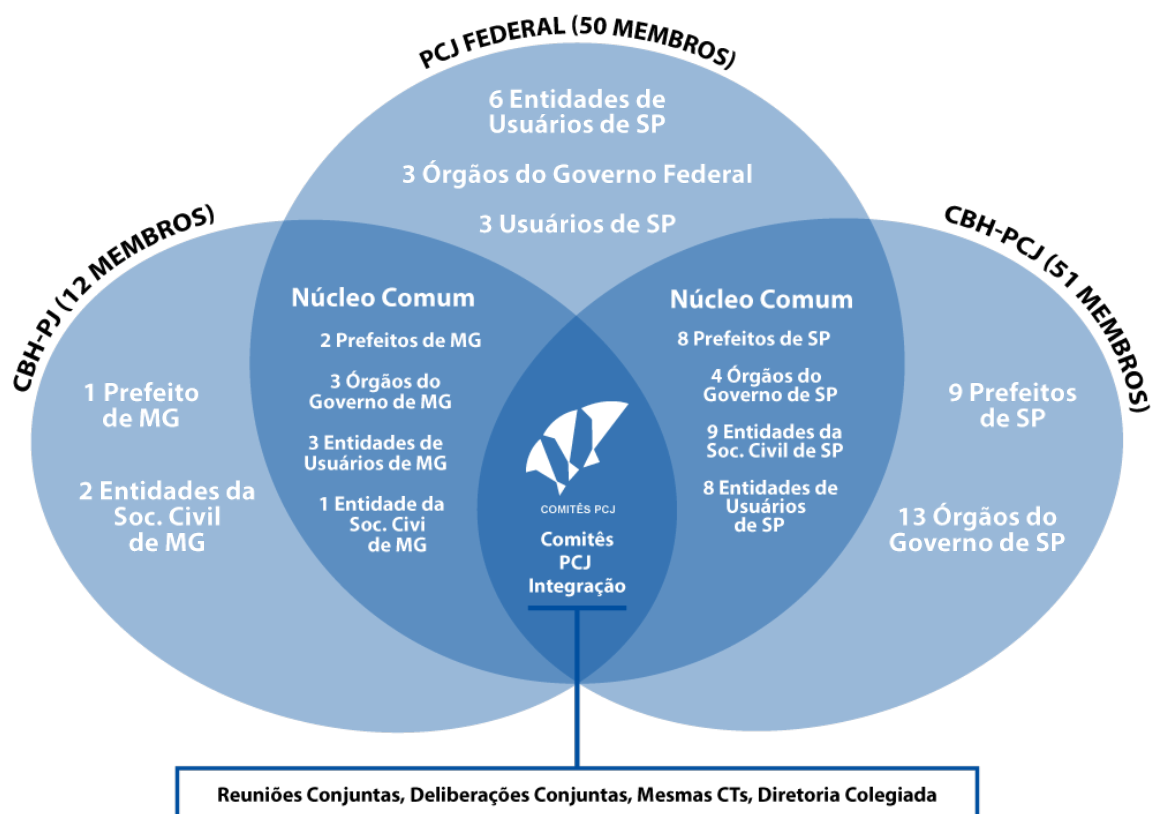 PCJ FEDERAL (50 MEMBROS)
6 Entidades de
Usuários de SP
3 Órgãos do Governo Federal
3 Usuários de SP
CBH-PJ (12 MEMBROS)
1 Prefeito
de MG
2 Entidades da
Soc. Civil
de MG
Núcleo Comum
2 Prefeitos de MG
3 Órgãos do
Governo de MG
3 Entidades de
Usuários de MG
1 Entidade da
Soc. Civi
de MG
COMITÊS PCJ
Comitês
PCJ
Integração
Núcleo Comum
8 Prefeitos de SP
4 Órgãos do
Governo de SP
9 Entidades da
Soc. Civil de SP
8 Entidades de
Usuários
de SP
CBH-PCJ (51 MEMBROS)
9 Prefeitos
de SP
13 Órgãos do
Governo de SP
Reuniões Conjuntas, Deliberações Conjuntas, Mesmas CTs, Diretoria Colegiada